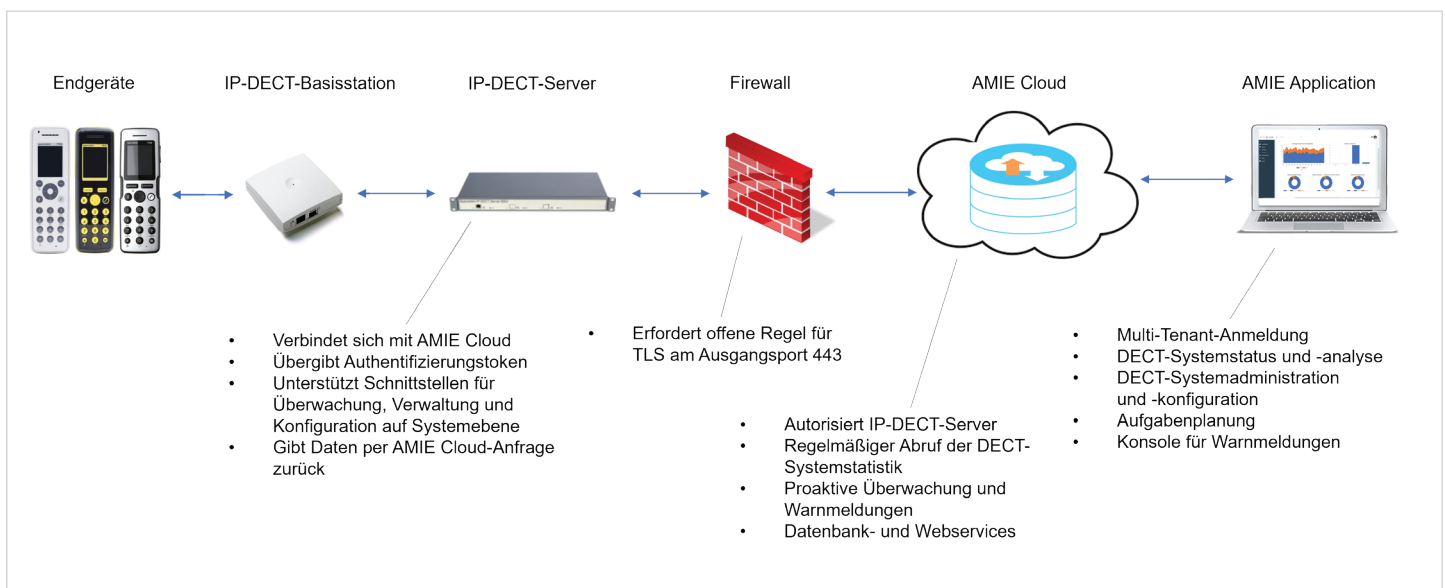 Endgeräte
IP-DECT-Basisstation
IP-DECT-Server
Firewall
AMIE Cloud
AMIE Application
• Verbindet sich mit AMIE Cloud
• Übergibt Authentifizierungstoken
• Unterstützt Schnittstellen für
Überwachung, Verwaltung und
Konfiguration auf Systemebene
• Gibt Daten per AMIE Cloud-Anfrage
zurück
• Erfordert offene Regel für
TLS am Ausgangsport 443
• Autorisiert IP-DECT-Server
• Regelmäßiger Abruf der DECT-
Systemstatistik
• Proaktive Überwachung und
Warnmeldungen
• Datenbank- und Webservices
• Multi-Tenant-Anmeldung
• DECT-Systemstatus und -analyse
• DECT-Systemadministration
und -konfiguration
• Aufgabenplanung
• Konsole für Warnmeldungen